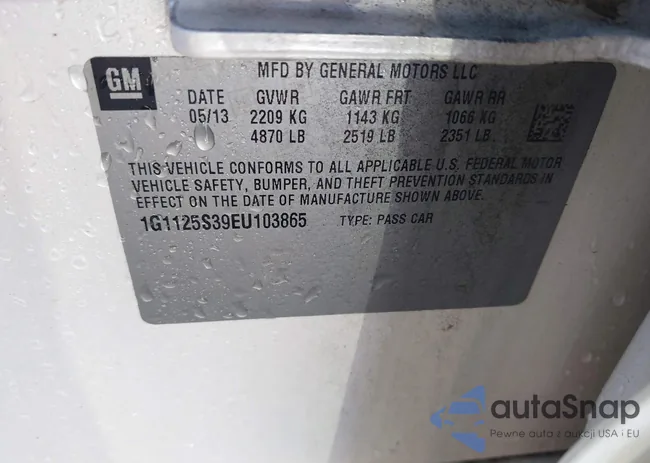 GM
MFD BY GENERAL MOTORS LLC
DATE GVWR GAWR FRT GAWR RR
05/13 2209 KG 1143 KG 1066 KG
4870 LB 2519 LB 2351 LB
THIS VEHICLE CONFORMS TO ALL APPLICABLE U.S. FEDERAL MOTOR
VEHICLE SAFETY, BUMPER, AND THEFT PREVENTION STANDARDS IN
EFFECT ON THE DATE OF MANUFACTURE SHOWN ABOVE.
1G1125S39EU103865 TYPE: PASS CAR
autaSnap
Pewne auta z aukcji USA i EU